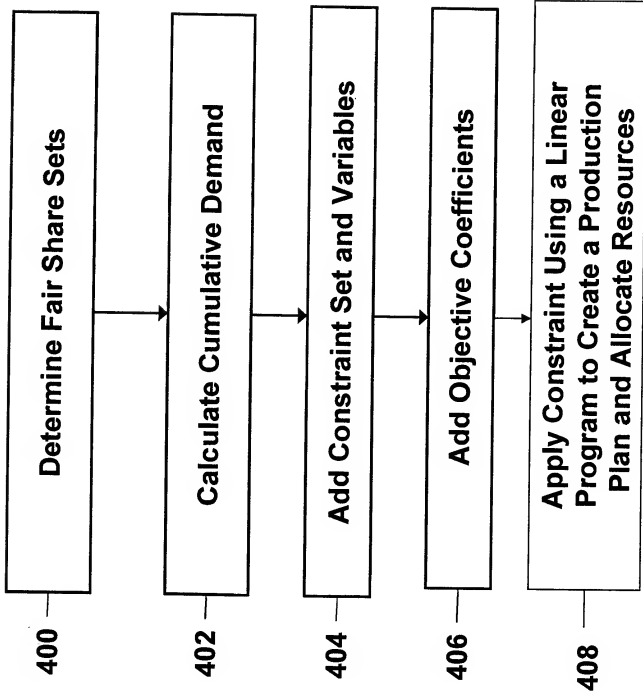 400
Determine Fair Share Sets
402
Calculate Cumulative Demand
404
Add Constraint Set and Variables
406
Add Objective Coefficients
408
Apply Constraint Using a Linear
Program to Create a Production
Plan and Allocate Resources